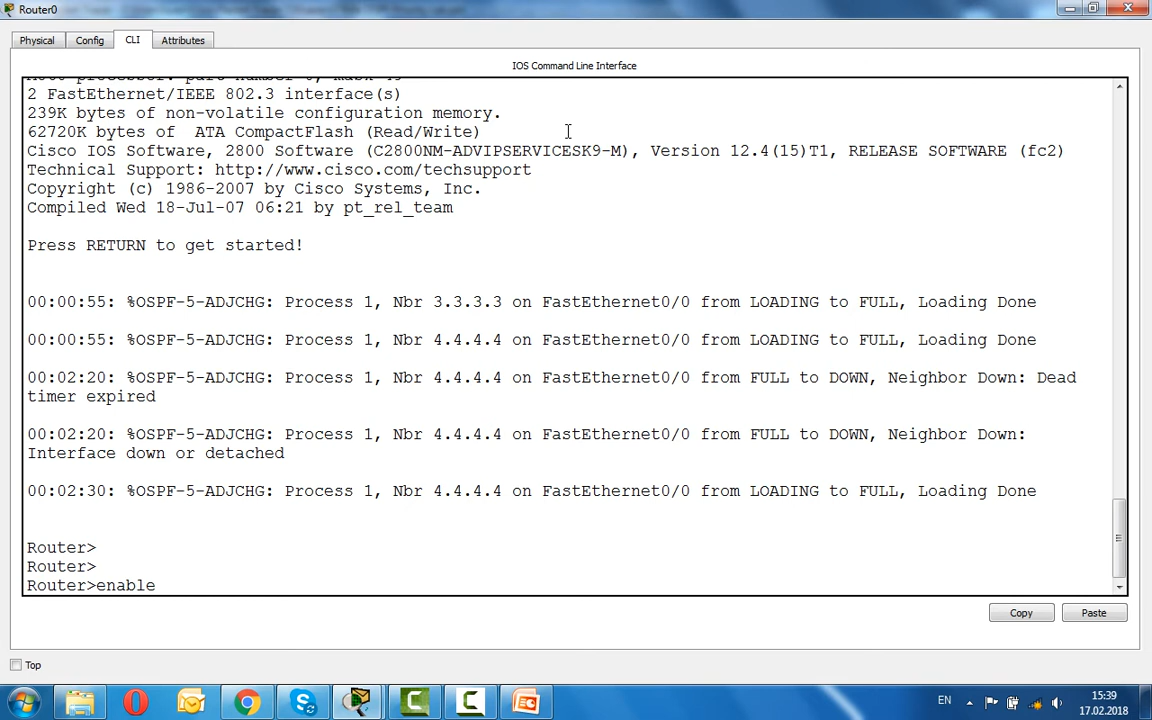 Router0
Physical
Config
CLI
Attributes
IOS Command Line Interface
2 FastEthernet/IEEE 802.3 interface(s)
239K bytes of non-volatile configuration memory.
62720K bytes of  ATA CompactFlash (Read/Write)
Cisco IOS Software, 2800 Software (C2800NM-ADVIPSERVICESK9-M), Version 12.4(15)T1, RELEASE SOFTWARE (fc2)
Technical Support: http://www.cisco.com/techsupport
Copyright (c) 1986-2007 by Cisco Systems, Inc.
Compiled Wed 18-Jul-07 06:21 by pt_rel_team
Press RETURN to get started!
00:00:55: %OSPF-5-ADJCHG: Process 1, Nbr 3.3.3.3 on FastEthernet0/0 from LOADING to FULL, Loading Done
00:00:55: %OSPF-5-ADJCHG: Process 1, Nbr 4.4.4.4 on FastEthernet0/0 from LOADING to FULL, Loading Done
00:02:20: %OSPF-5-ADJCHG: Process 1, Nbr 4.4.4.4 on FastEthernet0/0 from FULL to DOWN, Neighbor Down: Dead
timer expired
00:02:20: %OSPF-5-ADJCHG: Process 1, Nbr 4.4.4.4 on FastEthernet0/0 from FULL to DOWN, Neighbor Down:
Interface down or detached
00:02:30: %OSPF-5-ADJCHG: Process 1, Nbr 4.4.4.4 on FastEthernet0/0 from LOADING to FULL, Loading Done
Router>
Router>
Router>enable
Copy
Paste
Top
EN
15:39
17.02.2018